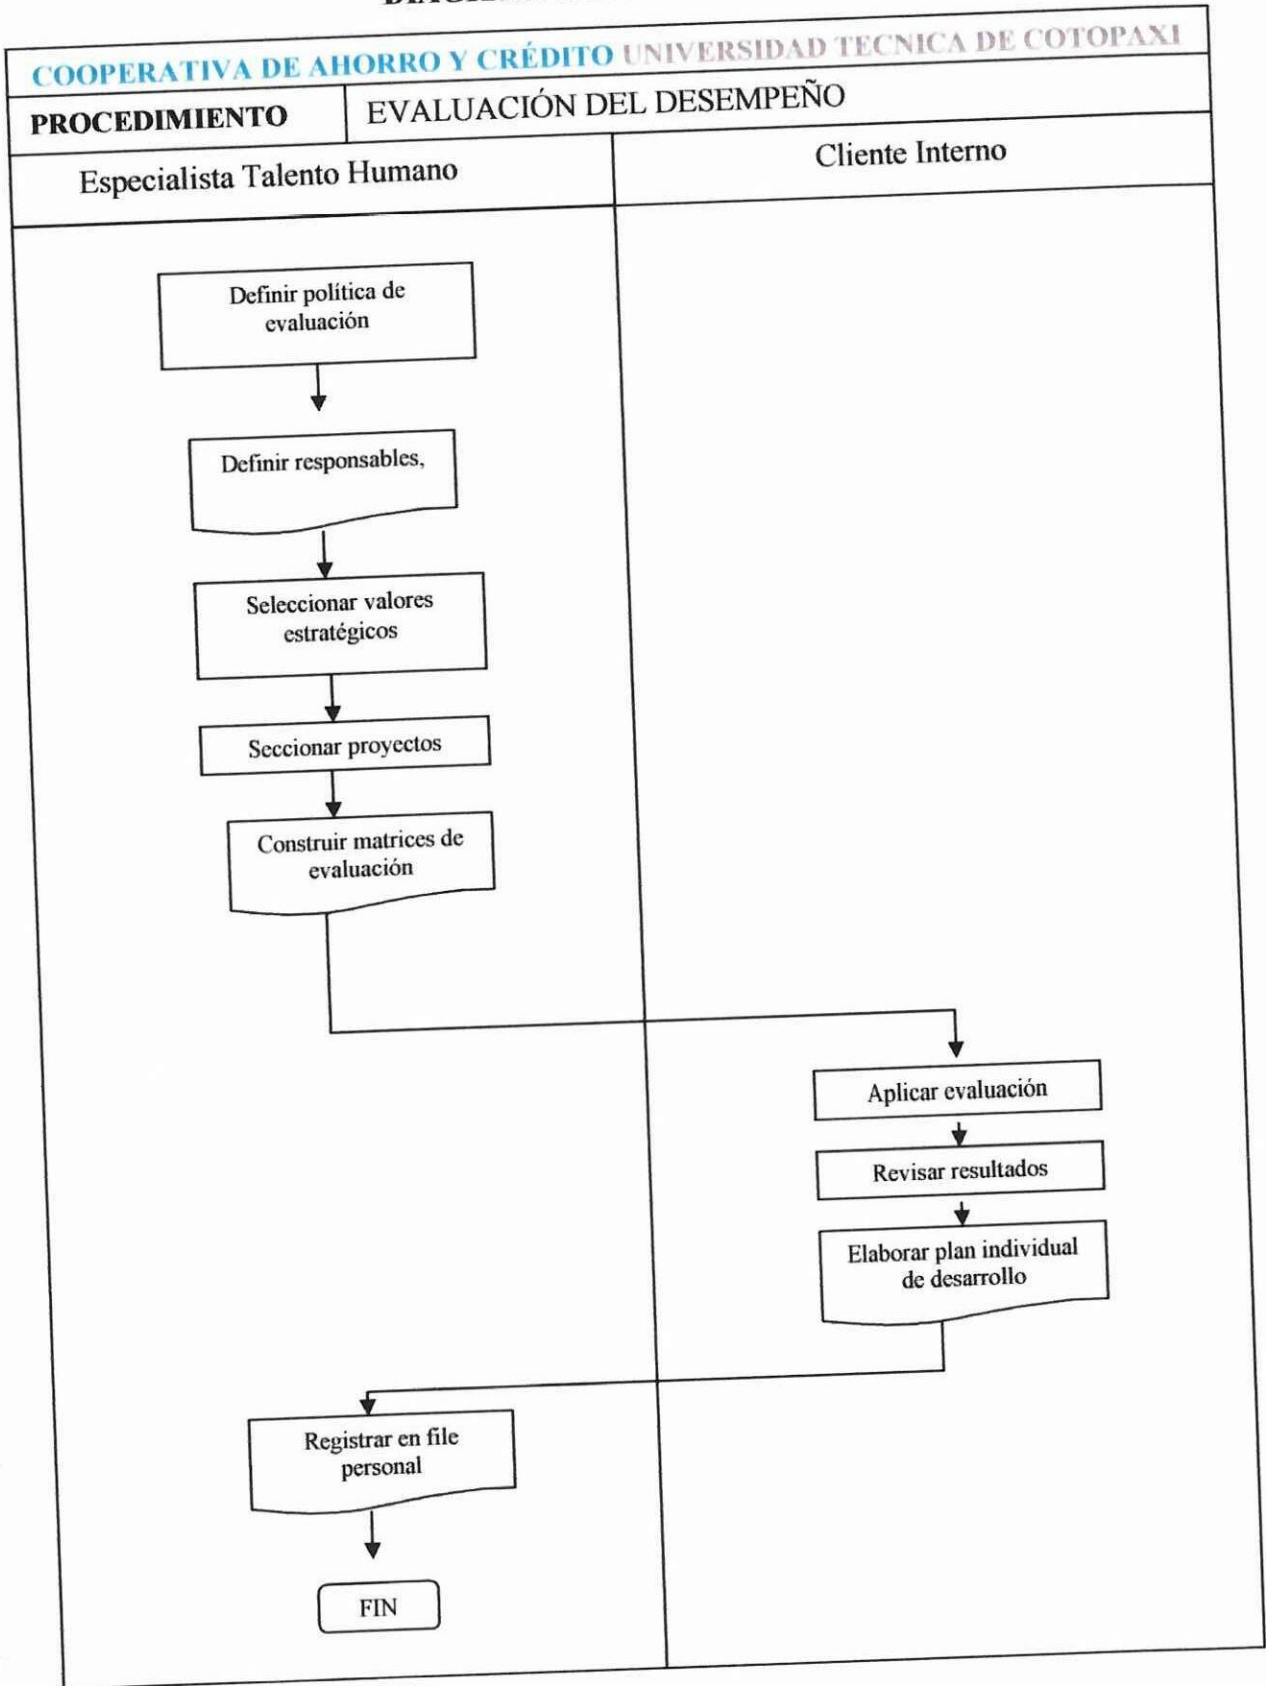 COOPERATIVA DE AHORRO Y CRÉDITO UNIVERSIDAD TECNICA DE COTOPAXI
PROCEDIMIENTO EVALUACIÓN DEL DESEMPEÑO
Especialista Talento Humano Cliente Interno
Definir política de
evaluación
Definir responsables,
Seleccionar valores
estratégicos
Seccionar proyectos
Construir matrices de
evaluación
Aplicar evaluación
Revisar resultados
Elaborar plan individual
de desarrollo
Registrar en file
personal
FIN